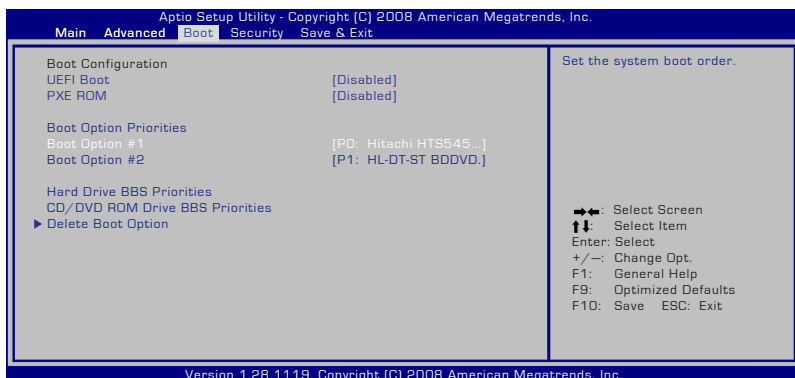 Aptio Setup Utility - Copyright (C) 2008 American Megatrends, Inc.
Main Advanced Boot Security Save & Exit
Boot Configuration
UEFI Boot [Disabled]
PXE ROM [Disabled]
Boot Option Priorities
Boot Option #1 [P0: Hitachi HTS545...]
Boot Option #2 [P1: HL-DT-ST BDDVD.]
Hard Drive BBS Priorities
CD/DVD ROM Drive BBS Priorities
▶ Delete Boot Option
Set the system boot order.
→←: Select Screen
↑↓: Select Item
Enter: Select
+/—: Change Opt.
F1: General Help
F9: Optimized Defaults
F10: Save ESC: Exit
Version 1.28.1119. Copyright (C) 2008 American Megatrends, Inc.